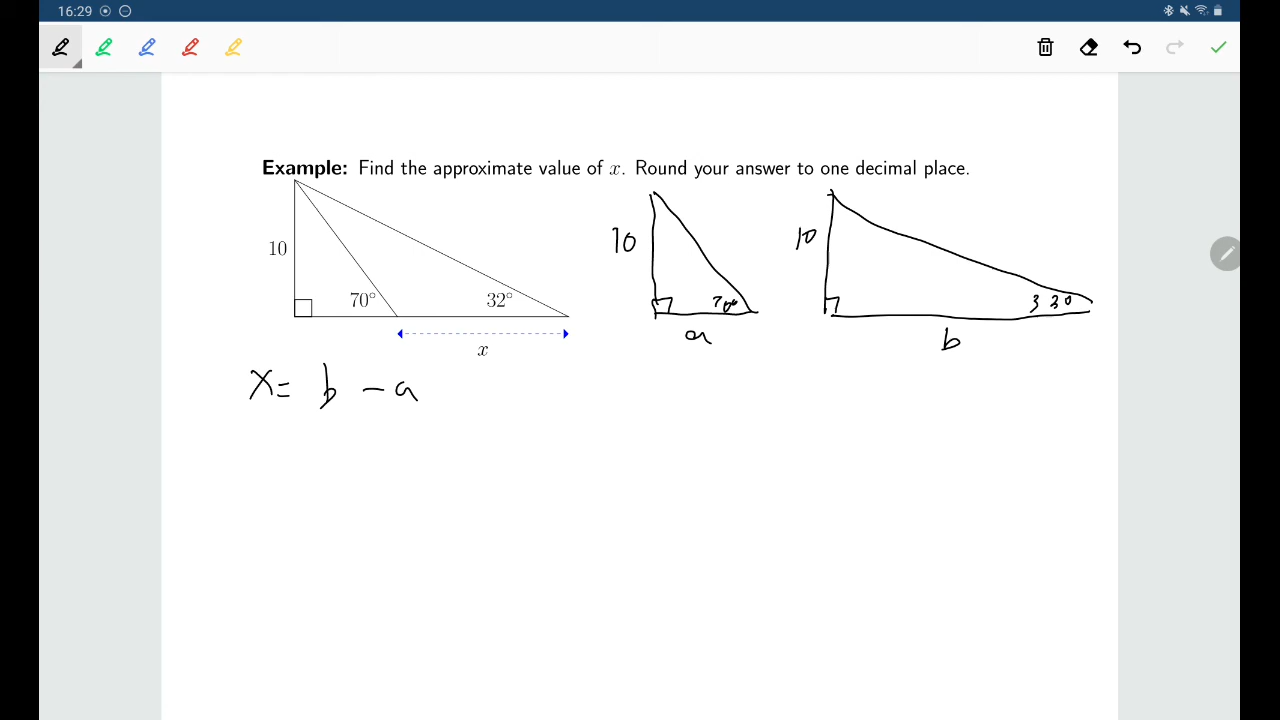 16:29
Example: Find the approximate value of x. Round your answer to one decimal place.
10
70°
32°
x
10
70°
a
10
b
x = b - a